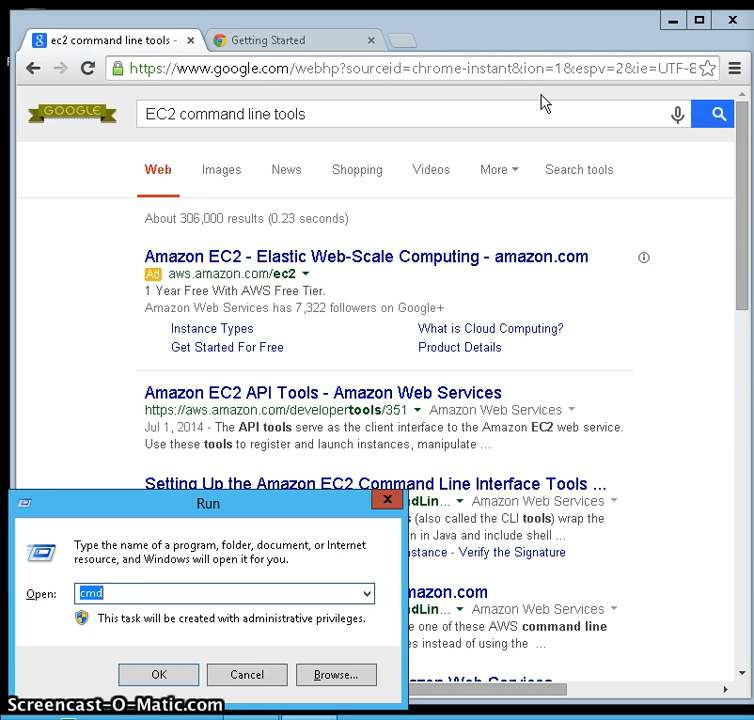 ec2 command line tools -
Getting Started
https://www.google.com/webhp?sourceid=chrome-instant&ion=1&espv=2&ie=UTF-8
GOOGLE
EC2 command line tools
Web Images News Shopping Videos More Search tools
About 306,000 results (0.23 seconds)
Amazon EC2 - Elastic Web-Scale Computing - amazon.com
Ad aws.amazon.com/ec2
1 Year Free With AWS Free Tier.
Amazon Web Services has 7,322 followers on Google+
Instance Types What is Cloud Computing?
Get Started For Free Product Details
Amazon EC2 API Tools - Amazon Web Services
https://aws.amazon.com/developertools/351 Amazon Web Services
Jul 1, 2014 - The API tools serve as the client interface to the Amazon EC2 web service.
Use these tools to register and launch instances, manipulate ...
Setting Up the Amazon EC2 Command Line Interface Tools ...
ndLin... Amazon Web Services
s (also called the CLI tools) wrap the
n in Java and include shell
nstance - Verify the Signature
mazon.com
ndLin... Amazon Web Services
e one of these AWS command line
es instead of using the ...
Run
Type the name of a program, folder, document, or Internet
resource, and Windows will open it for you.
Open: cmd
This task will be created with administrative privileges.
OK Cancel Browse...
Screencast-O-Matic.com